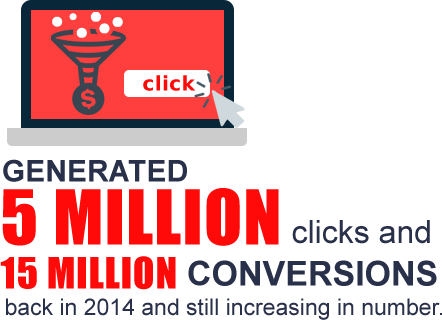 click
$
GENERATED
5 MILLION clicks and
15 MILLION CONVERSIONS
back in 2014 and still increasing in number.